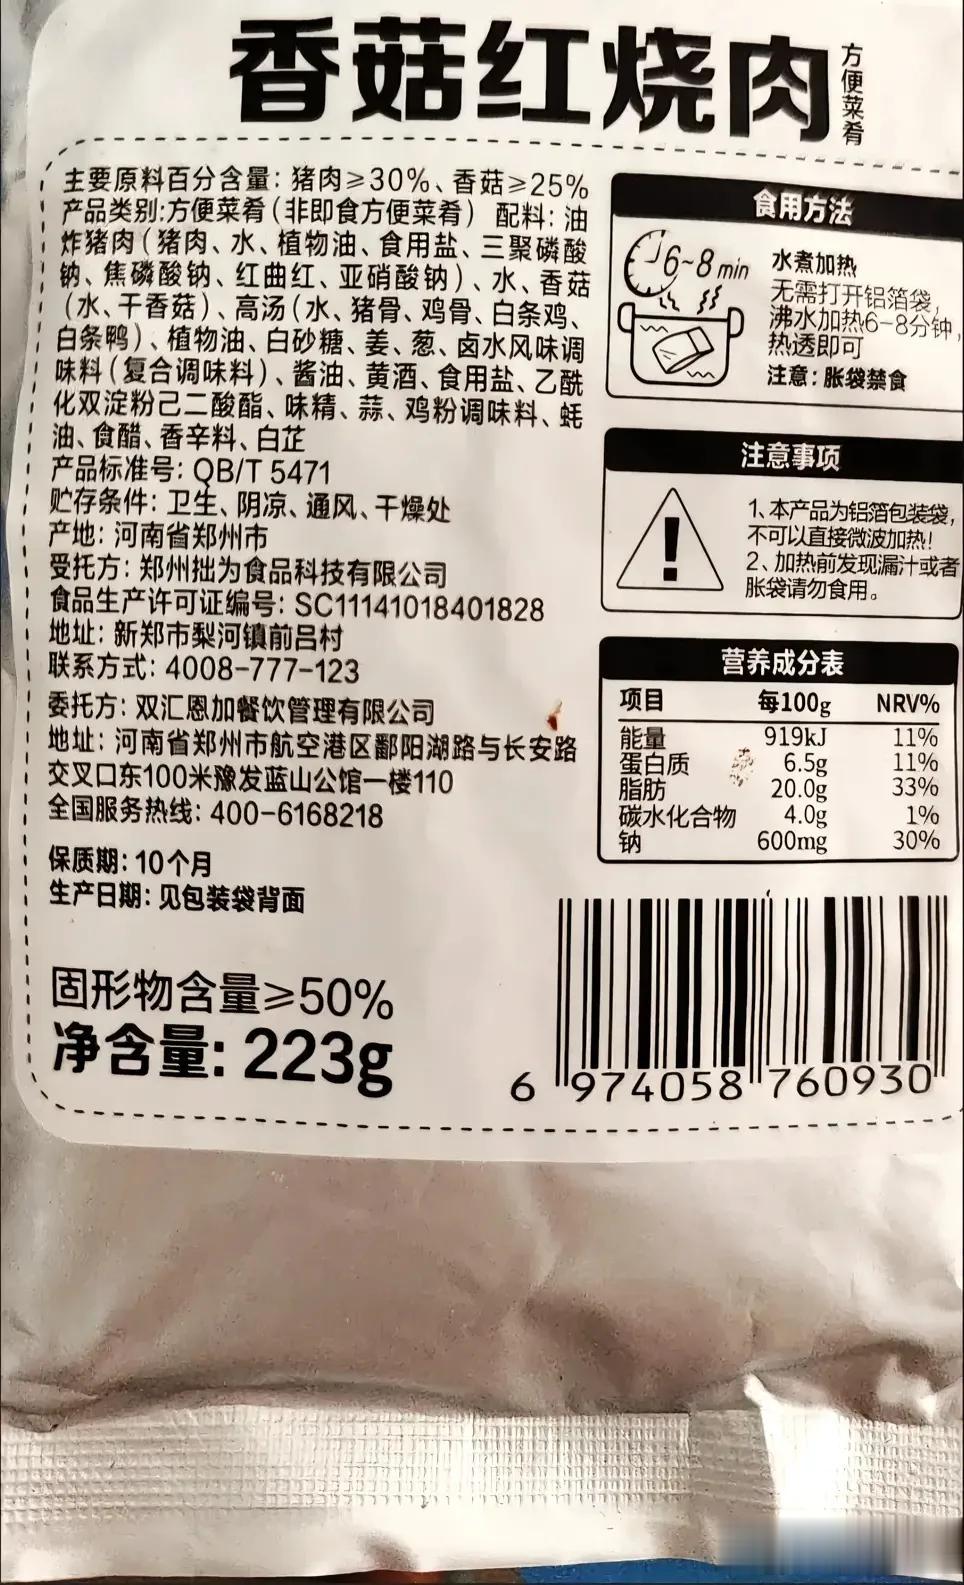 香菇红烧肉
方便菜肴
主要原料百分含量：猪肉≥30%、香菇≥25%
产品类别:方便菜肴（非即食方便菜肴） 配料：油
炸猪肉（猪肉、水、植物油、食用盐、三聚磷酸
钠、焦磷酸钠、红曲红、亚硝酸钠）、水、香菇
（水、干香菇）、高汤（水、猪骨、鸡骨、白条鸡、
白条鸭）、植物油、白砂糖、姜、葱、卤水风味调
味料（复合调味料）、酱油、黄酒、食用盐、乙酰
化双淀粉己二酸酯、味精、蒜、鸡粉调味料、蚝
油、食醋、香辛料、白芷
产品标准号：QB/T 5471
贮存条件：卫生、阴凉、通风、干燥处
产地：河南省郑州市
受托方：郑州拙为食品科技有限公司
食品生产许可证编号：SC11141018401828
地址：新郑市梨河镇前吕村
联系方式：4008-777-123
委托方：双汇恩加餐饮管理有限公司
地址：河南省郑州市航空港区鄱阳湖路与长安路
交叉口东100米豫发蓝山公馆一楼110
全国服务热线：400-6168218
保质期：10个月
生产日期：见包装袋背面
固形物含量≥50%
净含量：223g
食用方法
6~8min
水煮加热
无需打开铝箔袋，
沸水加热6-8分钟，
热透即可
注意：胀袋禁食
注意事项
!
1、本产品为铝箔包装袋，
不可以直接微波加热！
2、加热前发现漏汁或者
胀袋请勿食用。
营养成分表
项目 每100g NRV%
能量 919kJ 11%
蛋白质 6.5g 11%
脂肪 20.0g 33%
碳水化合物 4.0g 1%
钠 600mg 30%
6 974058 760930